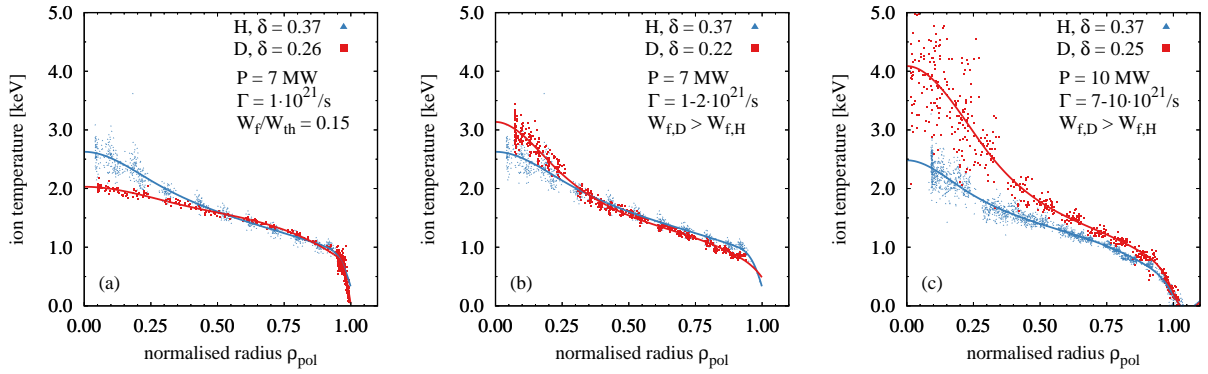 5.0
4.0
3.0
2.0
1.0
0.0
ion temperature [keV]
H, δ = 0.37
D, δ = 0.26
P = 7 MW
Γ = 1·10²¹/s
W_f/W_th = 0.15
(a)
0.00 0.25 0.50 0.75 1.00
normalised radius ρ_pol
5.0
4.0
3.0
2.0
1.0
0.0
ion temperature [keV]
H, δ = 0.37
D, δ = 0.22
P = 7 MW
Γ = 1-2·10²¹/s
W_f,D > W_f,H
(b)
0.00 0.25 0.50 0.75 1.00
normalised radius ρ_pol
5.0
4.0
3.0
2.0
1.0
0.0
ion temperature [keV]
H, δ = 0.37
D, δ = 0.25
P = 10 MW
Γ = 7-10·10²¹/s
W_f,D > W_f,H
(c)
0.00 0.25 0.50 0.75 1.00
normalised radius ρ_pol